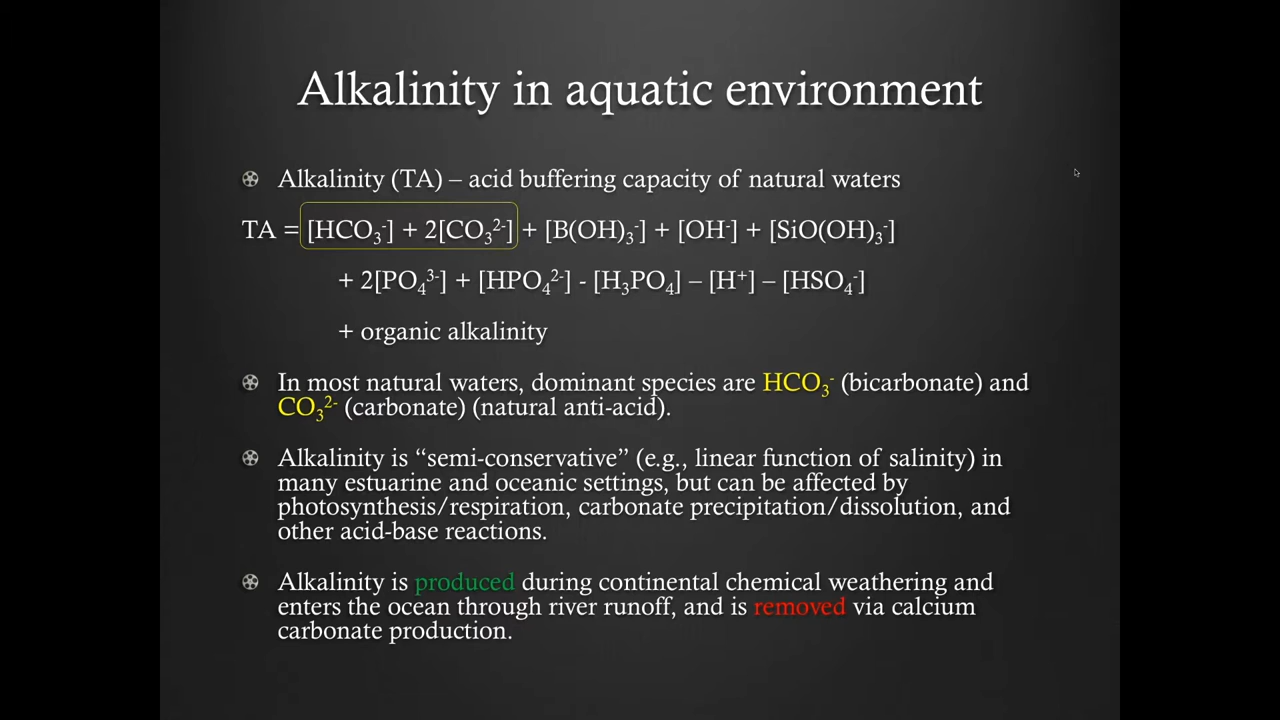 Alkalinity in aquatic environment
Alkalinity (TA) – acid buffering capacity of natural waters
TA = [HCO₃⁻] + 2[CO₃²⁻] + [B(OH)₃⁻] + [OH⁻] + [SiO(OH)₃⁻]
+ 2[PO₄³⁻] + [HPO₄²⁻] - [H₃PO₄] – [H⁺] – [HSO₄⁻]
+ organic alkalinity
In most natural waters, dominant species are HCO₃⁻ (bicarbonate) and
CO₃²⁻ (carbonate) (natural anti-acid).
Alkalinity is “semi-conservative” (e.g., linear function of salinity) in
many estuarine and oceanic settings, but can be affected by
photosynthesis/respiration, carbonate precipitation/dissolution, and
other acid-base reactions.
Alkalinity is produced during continental chemical weathering and
enters the ocean through river runoff, and is removed via calcium
carbonate production.